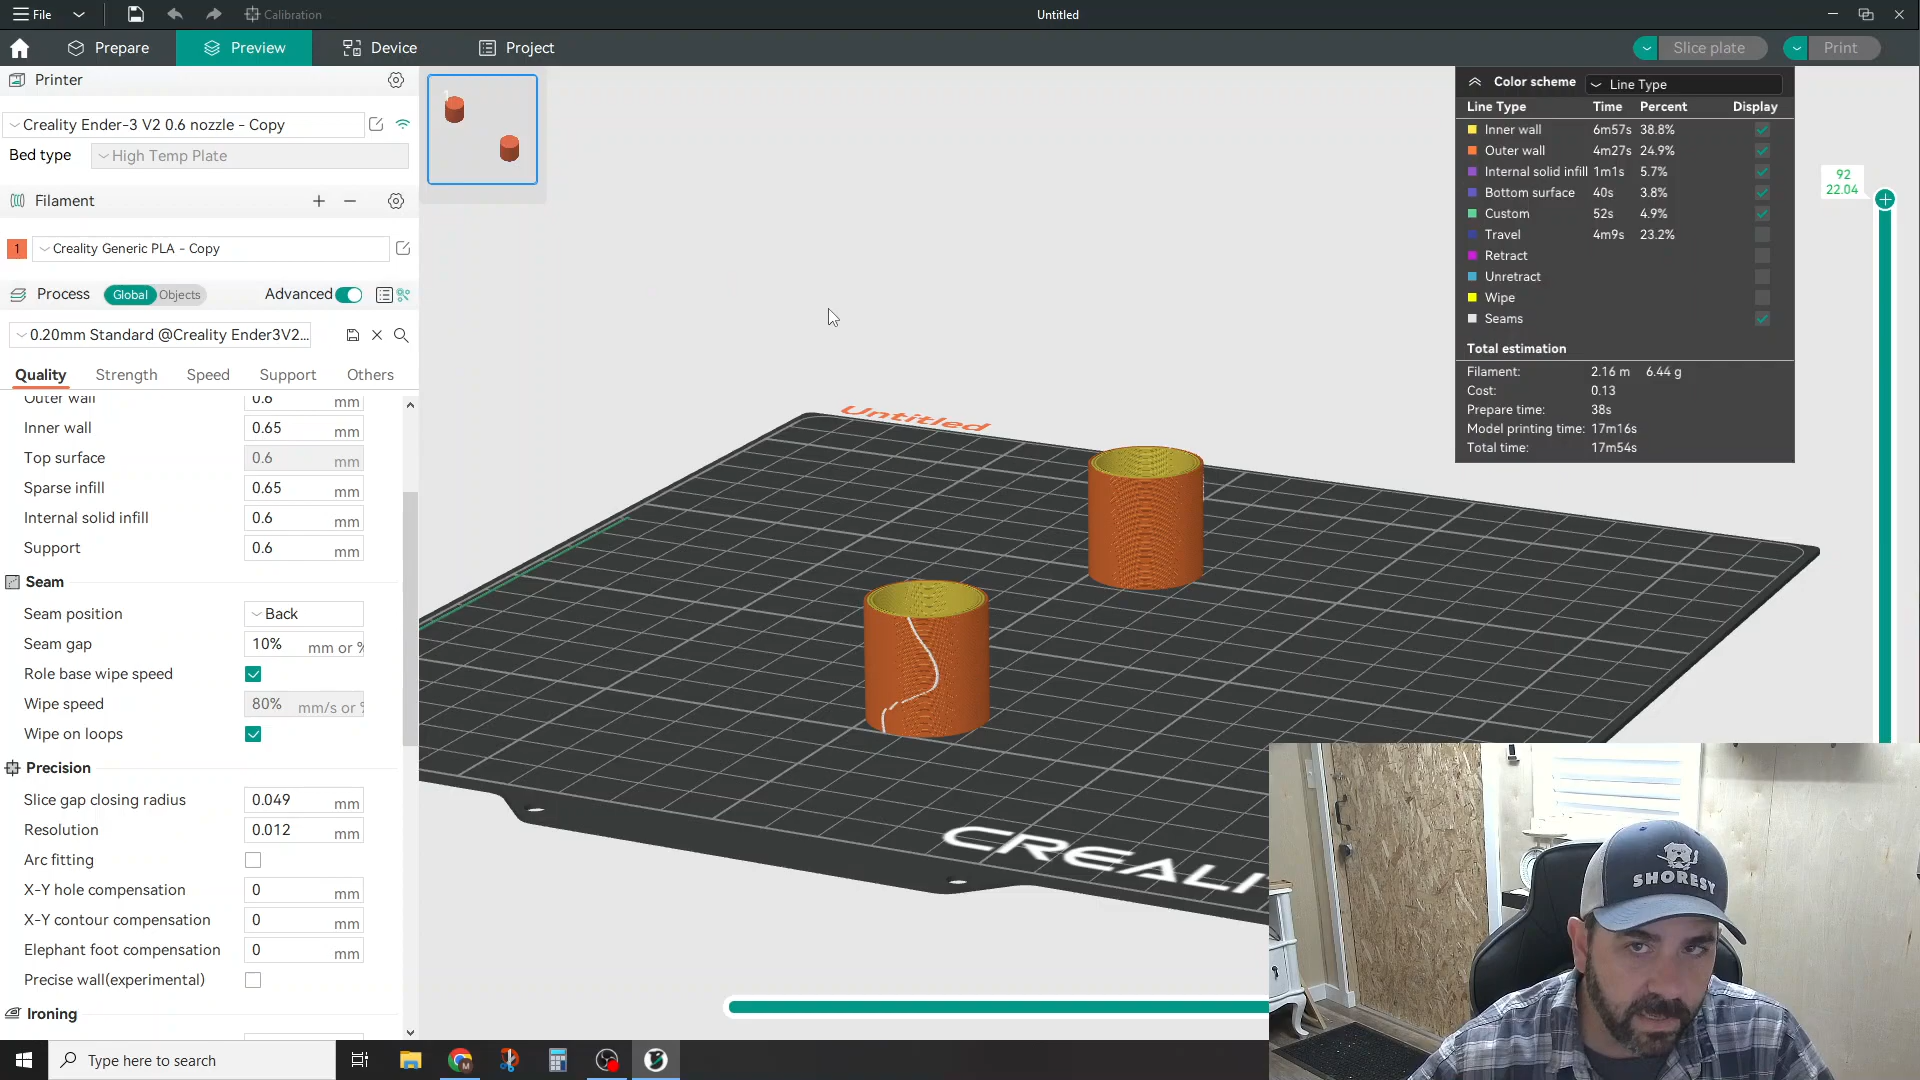 File
Calibration
Untitled
Prepare
Preview
Device
Project
Slice plate
Print
Printer
Creality Ender-3 V2 0.6 nozzle - Copy
Bed type
High Temp Plate
Filament
1
Creality Generic PLA - Copy
Process
Global
Objects
Advanced
0.20mm Standard @Creality Ender3V2...
Quality
Strength
Speed
Support
Others
Outer wall 0.6 mm
Inner wall 0.65 mm
Top surface 0.6 mm
Sparse infill 0.65 mm
Internal solid infill 0.6 mm
Support 0.6 mm
Seam
Seam position Back
Seam gap 10% mm or %
Role base wipe speed
Wipe speed 80% mm/s or %
Wipe on loops
Precision
Slice gap closing radius 0.049 mm
Resolution 0.012 mm
Arc fitting
X-Y hole compensation 0 mm
X-Y contour compensation 0 mm
Elephant foot compensation 0 mm
Precise wall(experimental)
Ironing
1
Untitled
CREALI
Color scheme Line Type
Line Type Time Percent Display
Inner wall 6m57s 38.8%
Outer wall 4m27s 24.9%
Internal solid infill 1m1s 5.7%
Bottom surface 40s 3.8%
Custom 52s 4.9%
Travel 4m9s 23.2%
Retract
Unretract
Wipe
Seams
Total estimation
Filament: 2.16 m 6.44 g
Cost: 0.13
Prepare time: 38s
Model printing time: 17m16s
Total time: 17m54s
92
22.04
SHORESY
Type here to search
M